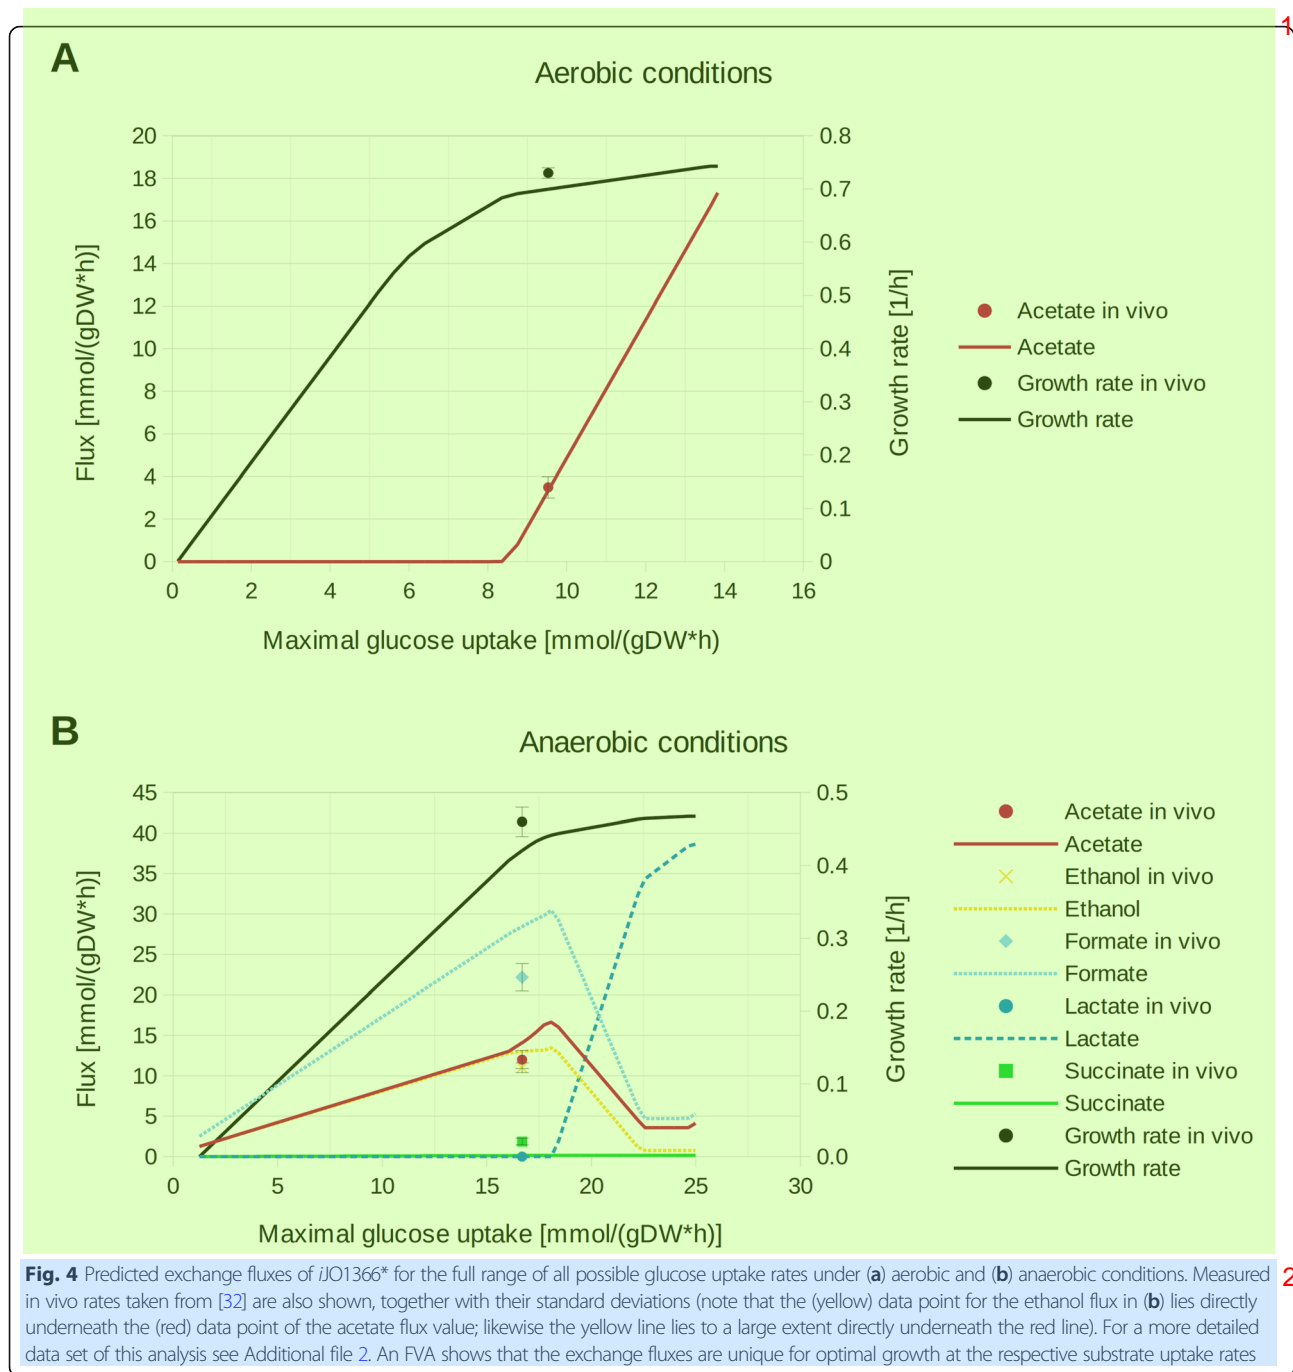 1
A
Aerobic conditions
20
18
16
14
12
10
8
6
4
2
0
0.8
0.7
0.6
0.5
0.4
0.3
0.2
0.1
0
Flux [mmol/(gDW*h)]
Growth rate [1/h]
0 2 4 6 8 10 12 14 16
Maximal glucose uptake [mmol/(gDW*h)
Acetate in vivo
Acetate
Growth rate in vivo
Growth rate
B
Anaerobic conditions
45
40
35
30
25
20
15
10
5
0
0.5
0.4
0.3
0.2
0.1
0.0
Flux [mmol/(gDW*h)]
Growth rate [1/h]
0 5 10 15 20 25 30
Maximal glucose uptake [mmol/(gDW*h)]
Acetate in vivo
Acetate
Ethanol in vivo
Ethanol
Formate in vivo
Formate
Lactate in vivo
Lactate
Succinate in vivo
Succinate
Growth rate in vivo
Growth rate
2
Fig. 4 Predicted exchange fluxes of iJO1366* for the full range of all possible glucose uptake rates under (a) aerobic and (b) anaerobic conditions. Measured
in vivo rates taken from [32] are also shown, together with their standard deviations (note that the (yellow) data point for the ethanol flux in (b) lies directly
underneath the (red) data point of the acetate flux value; likewise the yellow line lies to a large extent directly underneath the red line). For a more detailed
data set of this analysis see Additional file 2. An FVA shows that the exchange fluxes are unique for optimal growth at the respective substrate uptake rates